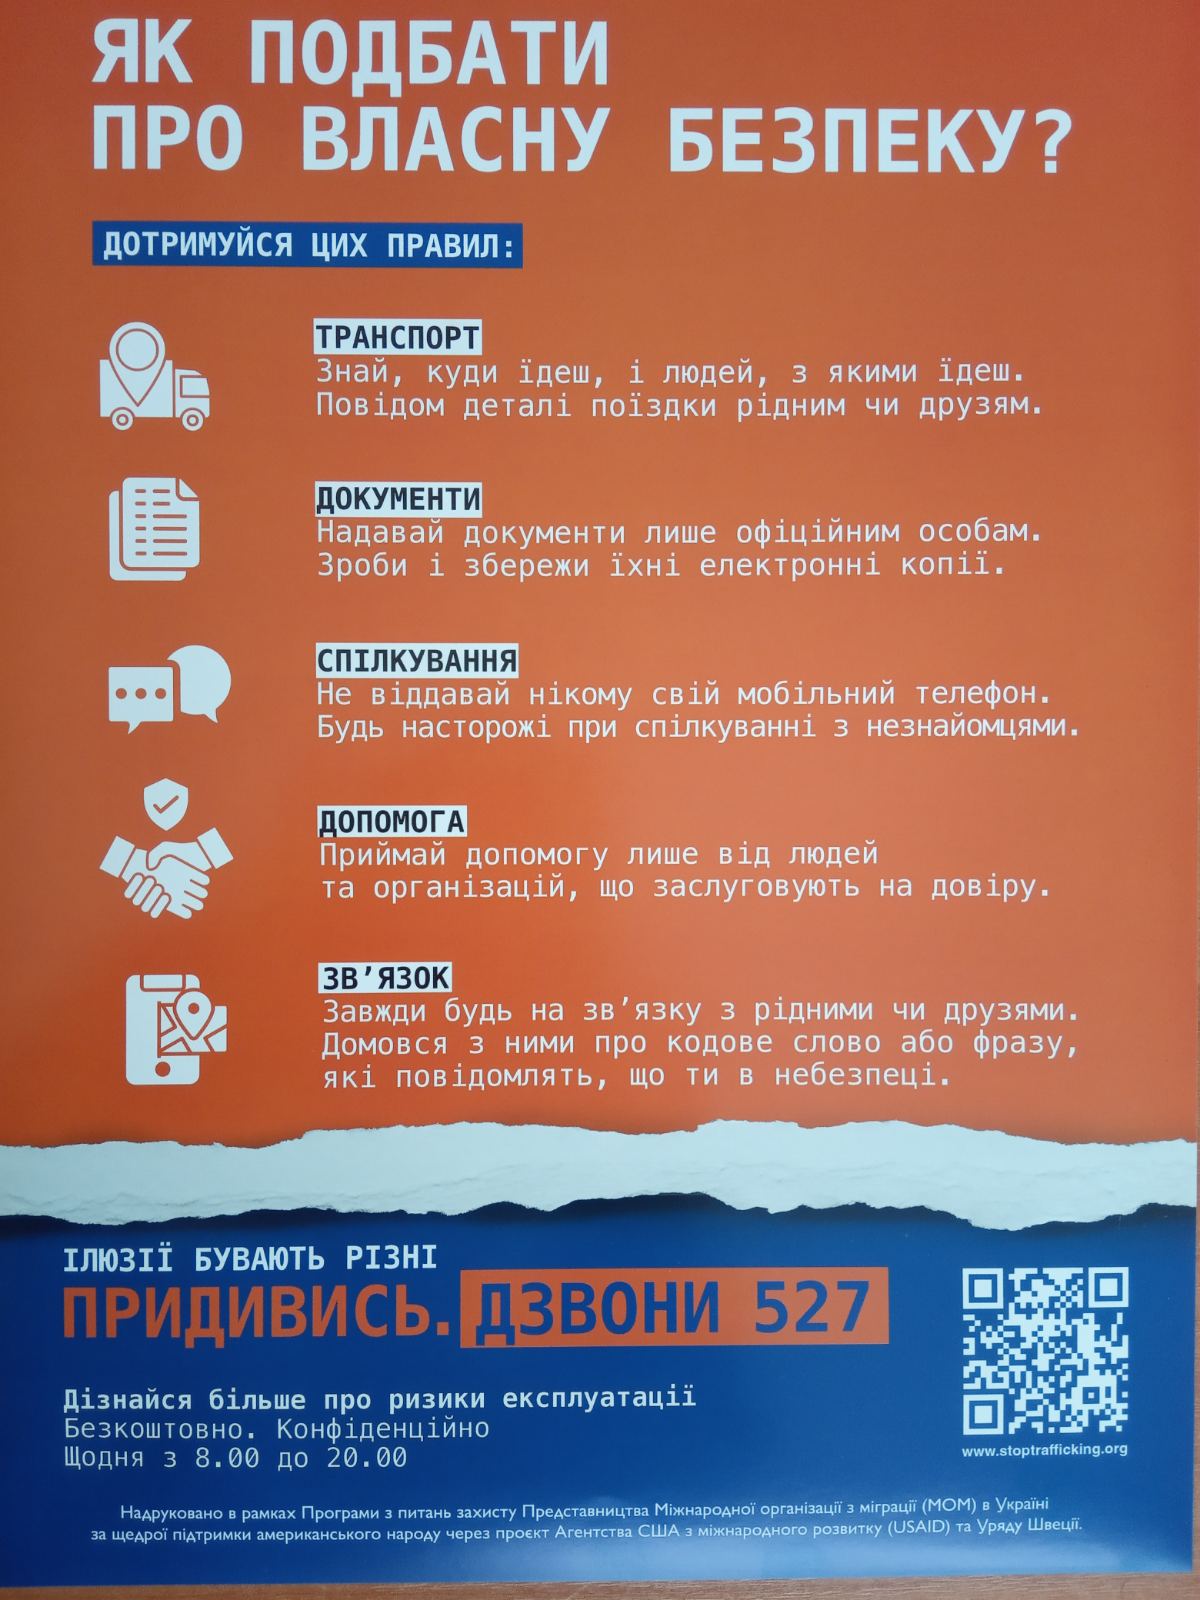 ЯК ПОДБАТИ
ПРО ВЛАСНУ БЕЗПЕКУ?
ДОТРИМУЙСЯ ЦИХ ПРАВИЛ:
ТРАНСПОРТ
Знай, куди їдеш, і людей, з якими їдеш.
Повідом деталі поїздки рідним чи друзям.
ДОКУМЕНТИ
Надавай документи лише офіційним особам.
Зроби і збережи їхні електронні копії.
СПІЛКУВАННЯ
Не віддавай нікому свій мобільний телефон.
Будь насторожі при спілкуванні з незнайомцями.
ДОПОМОГА
Приймай допомогу лише від людей
та організацій, що заслуговують на довіру.
ЗВ’ЯЗОК
Завжди будь на зв’язку з рідними чи друзями.
Домовся з ними про кодове слово або фразу,
які повідомлять, що ти в небезпеці.
ІЛЮЗІЇ БУВАЮТЬ РІЗНІ
ПРИДИВИСЬ. ДЗВОНИ 527
Дізнайся більше про ризики експлуатації
Безкоштовно. Конфіденційно
Щодня з 8.00 до 20.00
www.stoptrafficking.org
Надруковано в рамках Програми з питань захисту Представництва Міжнародної організації з міграції (МОМ) в Україні
за щедрої підтримки американського народу через проєкт Агентства США з міжнародного розвитку (USAID) та Уряду Швеції.